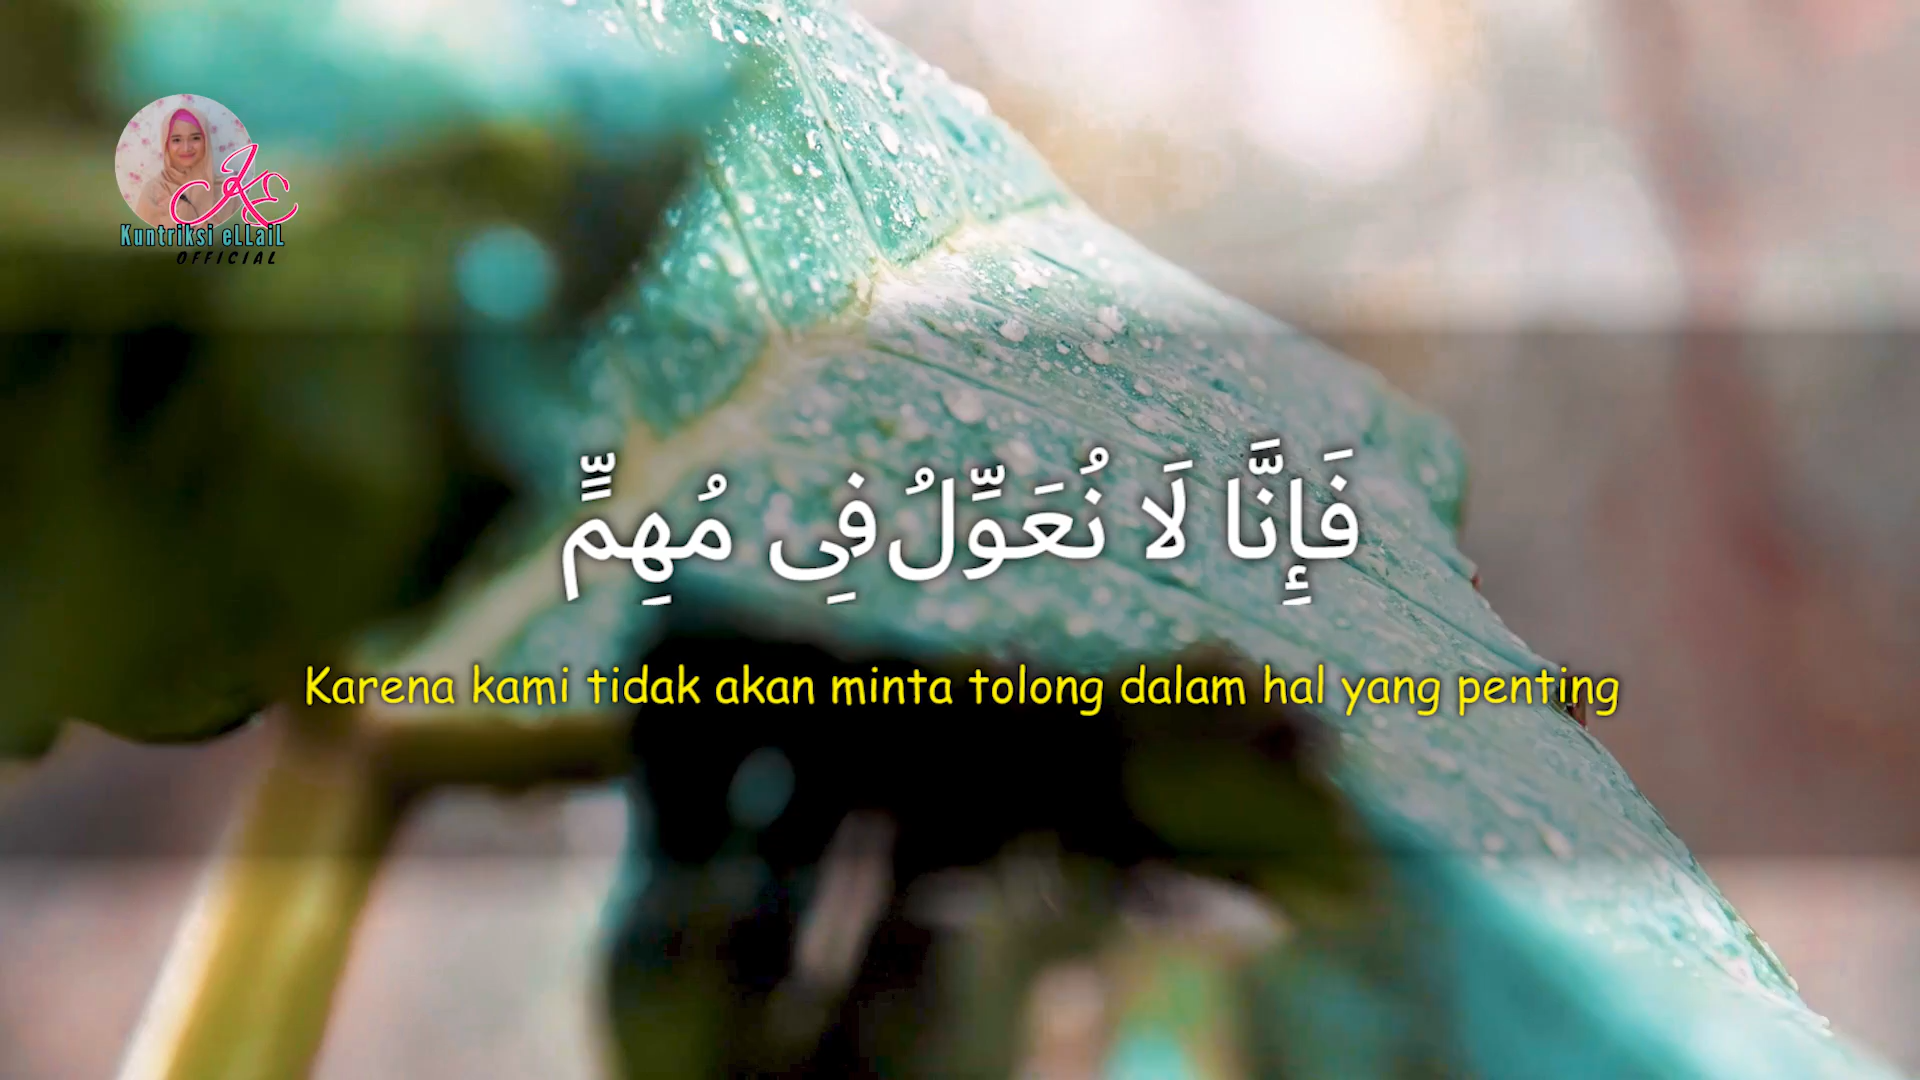 Kuntriksi eLLaiL
OFFICIAL
فَإِنَّا لَا نُعَوِّلُ فِى مُهِمٍّ
Karena kami tidak akan minta tolong dalam hal yang penting